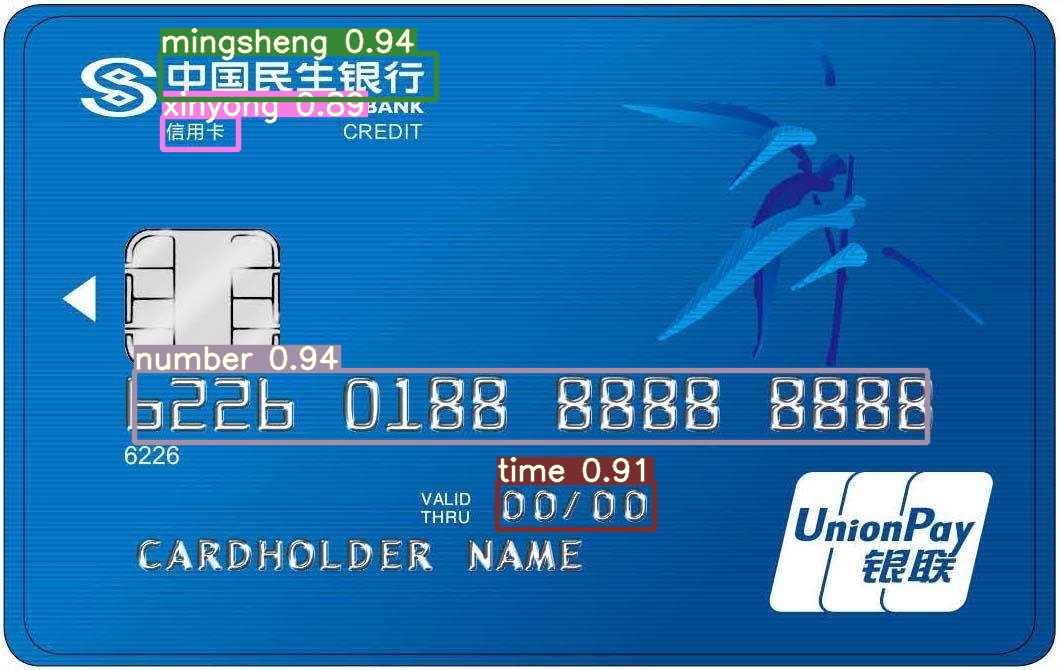 mingsheng 0.94
中国民生银行
xinyong 0.89
BANK
信用卡 CREDIT
number 0.94
6226 0188 8888 8888
6226
time 0.91
VALID THRU 00/00
CARDHOLDER NAME
UnionPay
银联